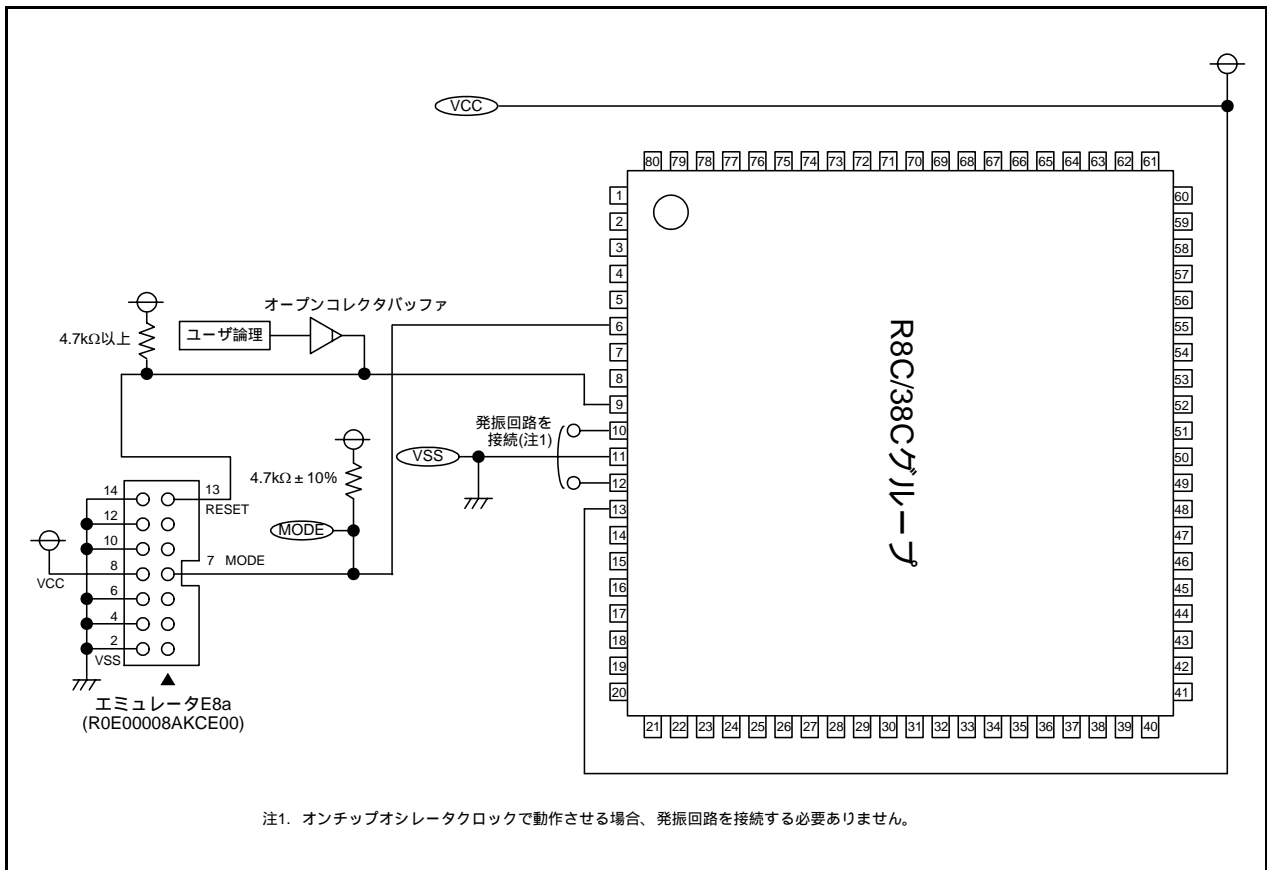 VCC
80 79 78 77 76 75 74 73 72 71 70 69 68 67 66 65 64 63 62 61
1
2
3
4
5
6
7
8
9
10
11
12
13
14
15
16
17
18
19
20
60
59
58
57
56
55
54
53
52
51
50
49
48
47
46
45
44
43
42
41
21 22 23 24 25 26 27 28 29 30 31 32 33 34 35 36 37 38 39 40
R8C/38Cグループ
オープンコレクタバッファ
4.7kΩ以上
ユーザ論理
発振回路を
接続(注1)
VSS
4.7kΩ±10%
MODE
14
13
RESET
12
10
7 MODE
8
VCC
6
4
2
VSS
エミュレータE8a
(R0E00008AKCE00)
注1. オンチップオシレータクロックで動作させる場合、発振回路を接続する必要ありません。